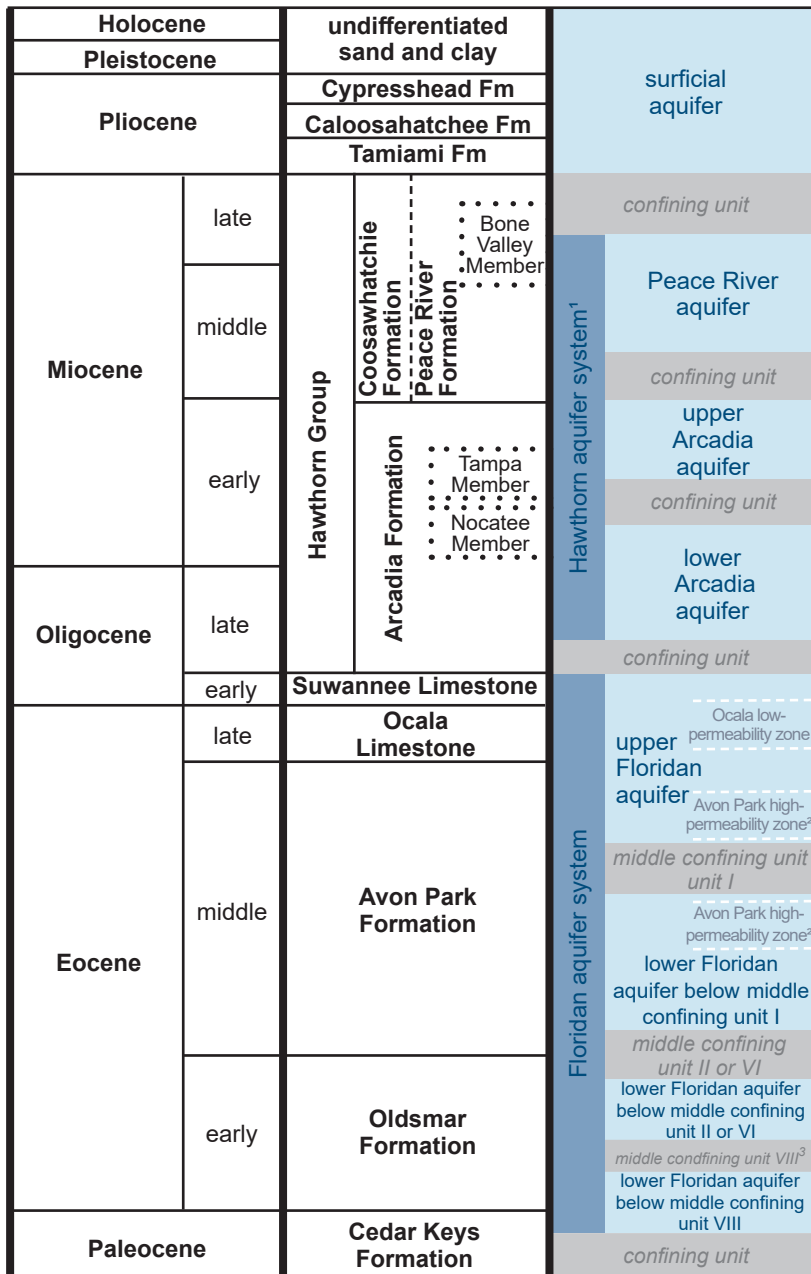 Holocene
Pleistocene
Pliocene
Miocene
late
middle
early
Oligocene
late
early
Eocene
late
middle
early
Paleocene
undifferentiated
sand and clay
Cypresshead Fm
Caloosahatchee Fm
Tamiami Fm
Hawthorn Group
Coosawhatchie
Formation
Peace River
Formation
Bone
Valley
Member
Arcadia Formation
Tampa
Member
Nocatee
Member
Suwannee Limestone
Ocala
Limestone
Avon Park
Formation
Oldsmar
Formation
Cedar Keys
Formation
surficial
aquifer
confining unit
Hawthorn aquifer system¹
Peace River
aquifer
confining unit
upper
Arcadia
aquifer
confining unit
lower
Arcadia
aquifer
confining unit
Floridan aquifer system
Ocala low-
permeability zone
upper
Floridan
aquifer
Avon Park high-
permeability zone²
middle confining unit
unit I
Avon Park high-
permeability zone²
lower Floridan
aquifer below middle
confining unit I
middle confining
unit II or VI
lower Floridan aquifer
below middle confining
unit II or VI
middle condfining unit VIII³
lower Floridan aquifer
below middle confining
unit VIII
confining unit